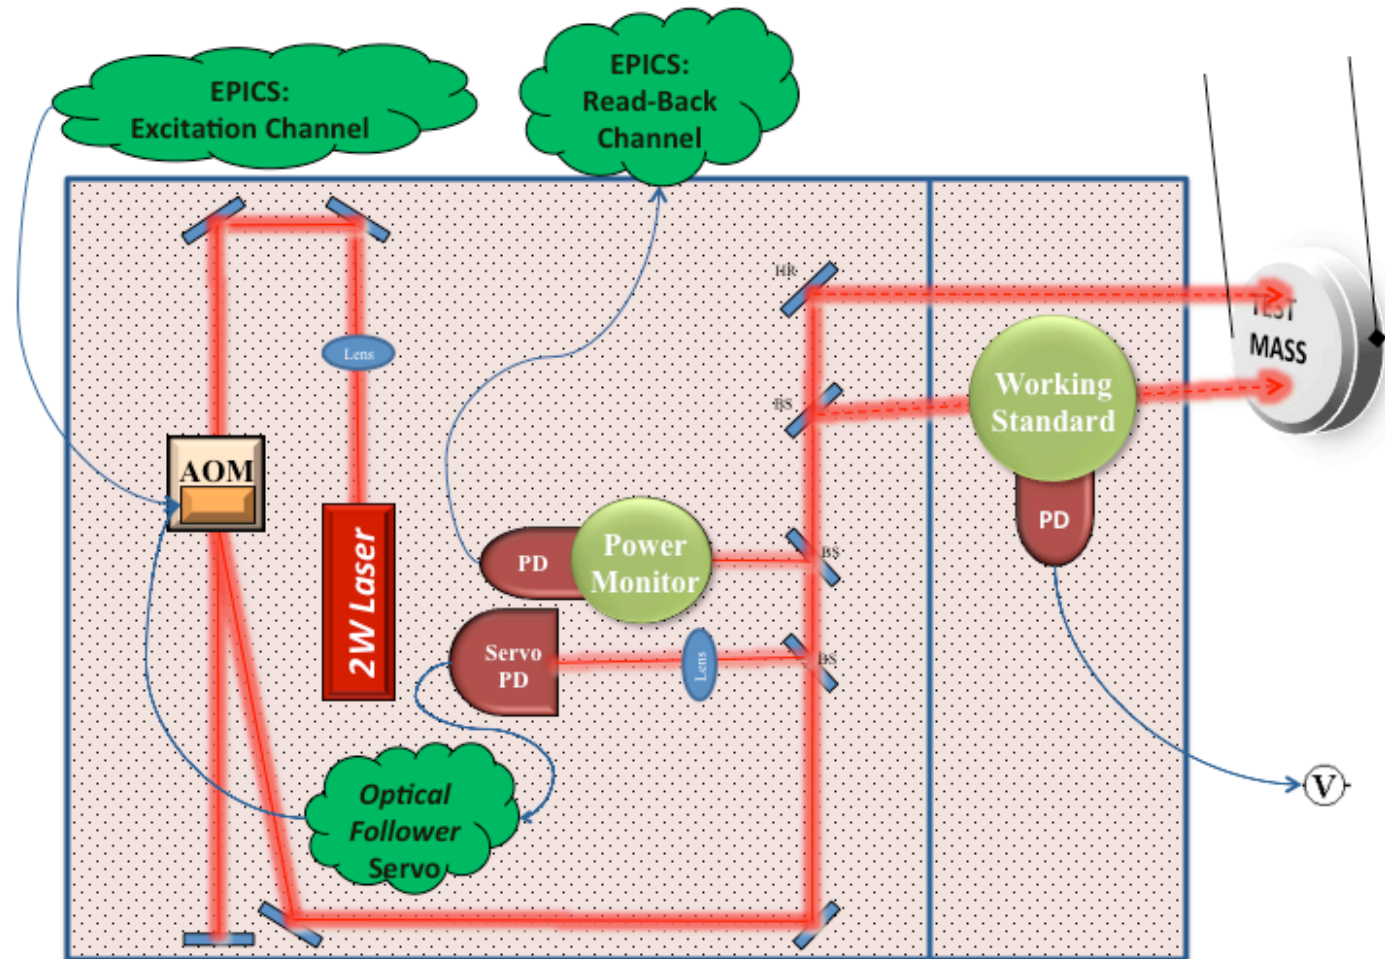 EPICS:
Excitation Channel
EPICS:
Read-Back
Channel
HR
TEST
MASS
Lens
BS
Working
Standard
AOM
PD
2W Laser
PD
Power
Monitor
BS
Servo
PD
Lens
BS
Optical
Follower
Servo
V